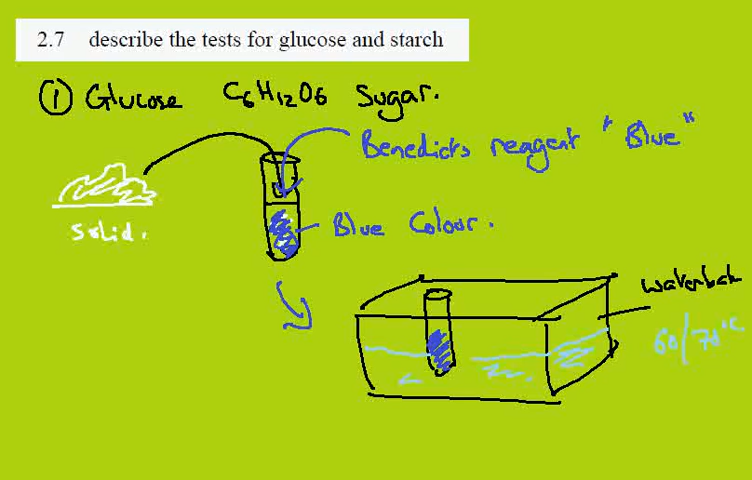 2.7 describe the tests for glucose and starch
① Glucose C6H12O6 Sugar.
Benedicts reagent "Blue"
Solid.
Blue Colour.
waterbath
60/70°C